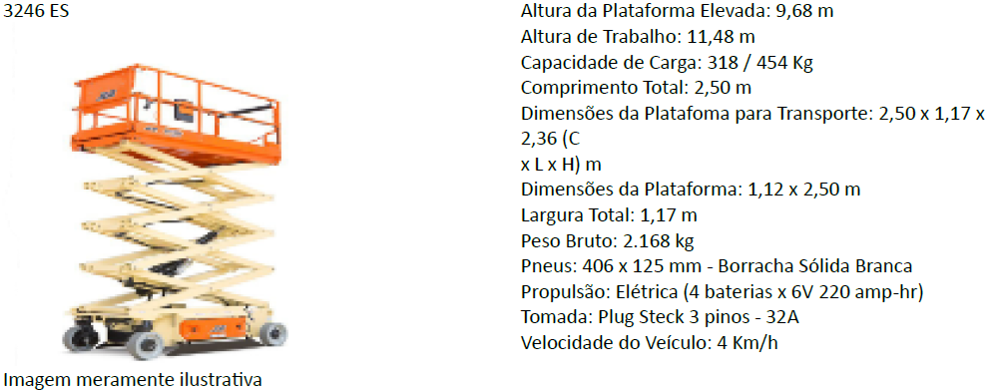 3246 ES
Altura da Plataforma Elevada: 9,68 m
Altura de Trabalho: 11,48 m
Capacidade de Carga: 318 / 454 Kg
Comprimento Total: 2,50 m
Dimensões da Platafoma para Transporte: 2,50 x 1,17 x
2,36 (C
x L x H) m
Dimensões da Plataforma: 1,12 x 2,50 m
Largura Total: 1,17 m
Peso Bruto: 2.168 kg
Pneus: 406 x 125 mm - Borracha Sólida Branca
Propulsão: Elétrica (4 baterias x 6V 220 amp-hr)
Tomada: Plug Steck 3 pinos - 32A
Velocidade do Veículo: 4 Km/h
Imagem meramente ilustrativa